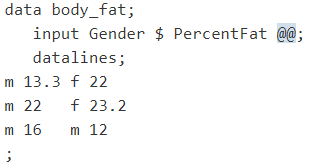 data body_fat;
   input Gender $ PercentFat @@;
   datalines;
m 13.3 f 22
m 22   f 23.2
m 16   m 12
;